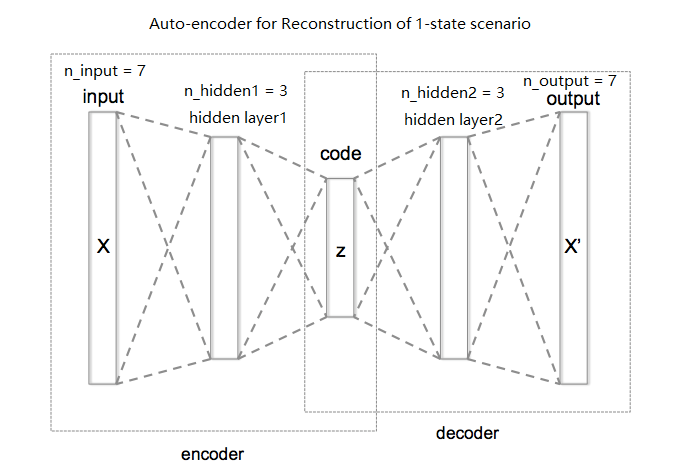 Auto-encoder for Reconstruction of 1-state scenario
n_input = 7
input
n_hidden1 = 3
hidden layer1
code
n_hidden2 = 3
hidden layer2
n_output = 7
output
X
z
X'
encoder
decoder